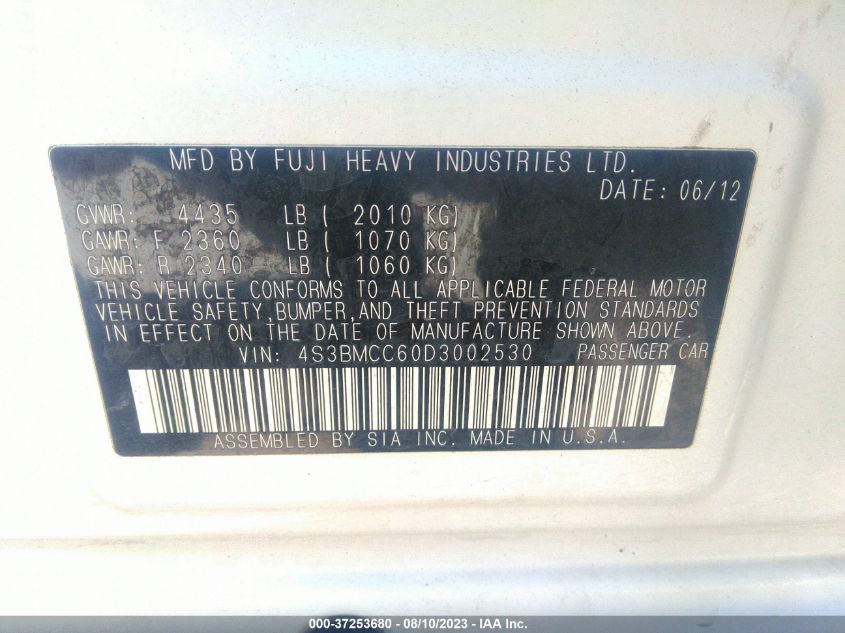 MFD BY FUJI HEAVY INDUSTRIES LTD.
DATE: 06/12
GVWR: 4435 LB ( 2010 KG)
GAWR: F. 2360 LB ( 1070 KG)
GAWR: R. 2340 LB ( 1060 KG)
THIS VEHICLE CONFORMS TO ALL APPLICABLE FEDERAL MOTOR
VEHICLE SAFETY,BUMPER,AND THEFT PREVENTION STANDARDS
IN EFFECT ON THE DATE OF MANUFACTURE SHOWN ABOVE.
VIN: 4S3BMCC60D3002530 PASSENGER CAR
ASSEMBLED BY SIA INC. MADE IN U.S.A.
000-37253680 - 08/10/2023 - IAA Inc.